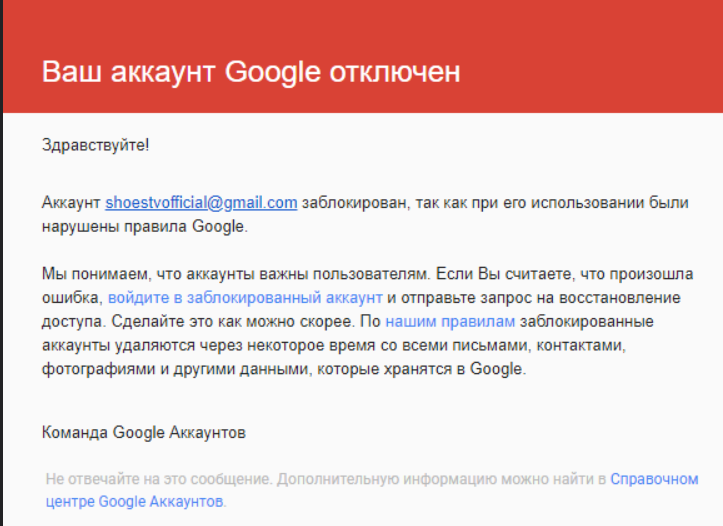 Ваш аккаунт Google отключен
Здравствуйте!
Аккаунт shoestvofficial@gmail.com заблокирован, так как при его использовании были
нарушены правила Google.
Мы понимаем, что аккаунты важны пользователям. Если Вы считаете, что произошла
ошибка, войдите в заблокированный аккаунт и отправьте запрос на восстановление
доступа. Сделайте это как можно скорее. По нашим правилам заблокированные
аккаунты удаляются через некоторое время со всеми письмами, контактами,
фотографиями и другими данными, которые хранятся в Google.
Команда Google Аккаунтов
Не отвечайте на это сообщение. Дополнительную информацию можно найти в Справочном
центре Google Аккаунтов.